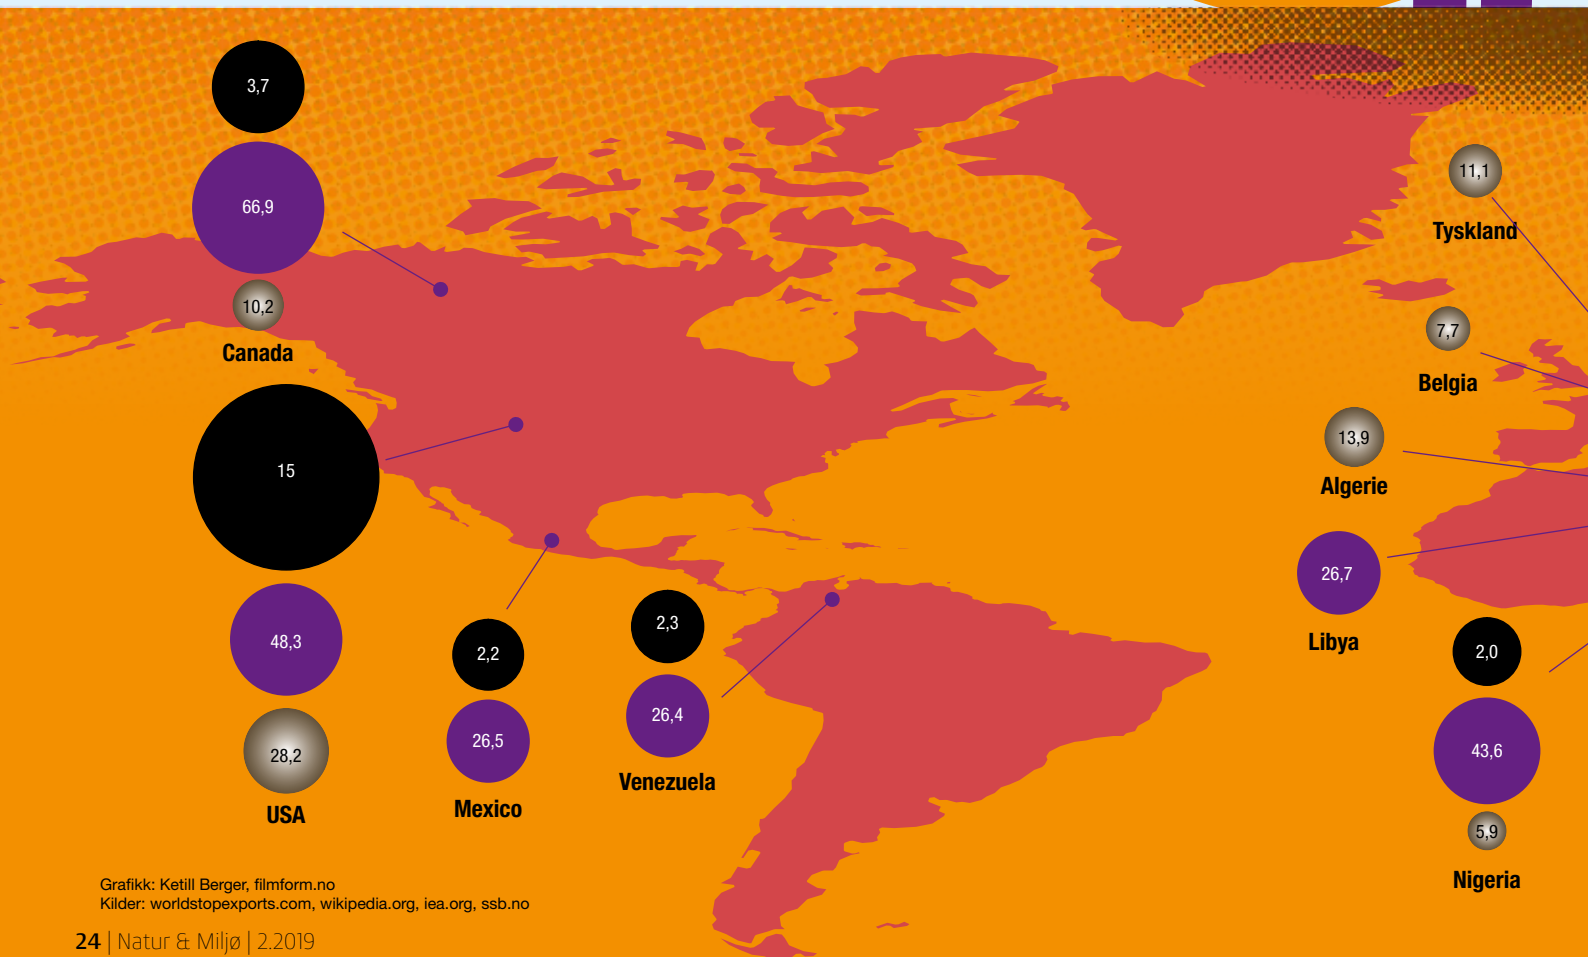 3,7
66,9
10,2
Canada
15
48,3
28,2
USA
2,2
26,5
Mexico
2,3
26,4
Venezuela
11,1
Tyskland
7,7
Belgia
13,9
Algerie
26,7
Libya
2,0
43,6
5,9
Nigeria
Grafikk: Ketill Berger, filmform.no
Kilder: worldstopexports.com, wikipedia.org, iea.org, ssb.no
24 | Natur & Miljø | 2.2019